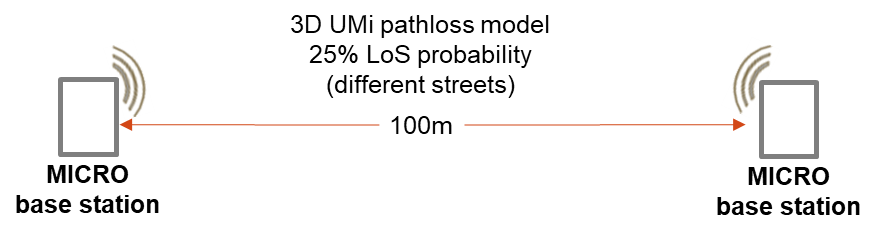 3D UMi pathloss model
25% LoS probability
(different streets)
100m
MICRO
base station
MICRO
base station